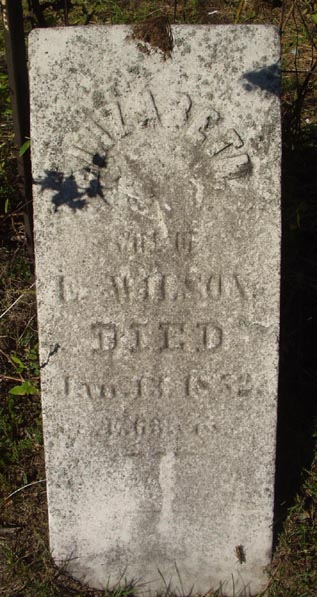 ELIZABETH
WIFE OF
L. WILSON,
DIED
JAN. 13, 1852.